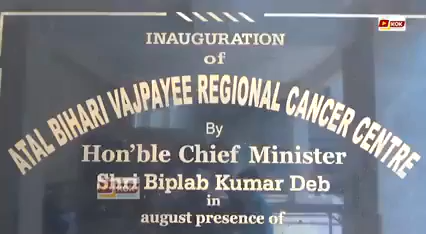 KOK
INAUGURATION
of
ATAL BIHARI VAJPAYEE REGIONAL CANCER CENTRE
By
Hon'ble Chief Minister
Shri Biplab Kumar Deb
in
august presence of